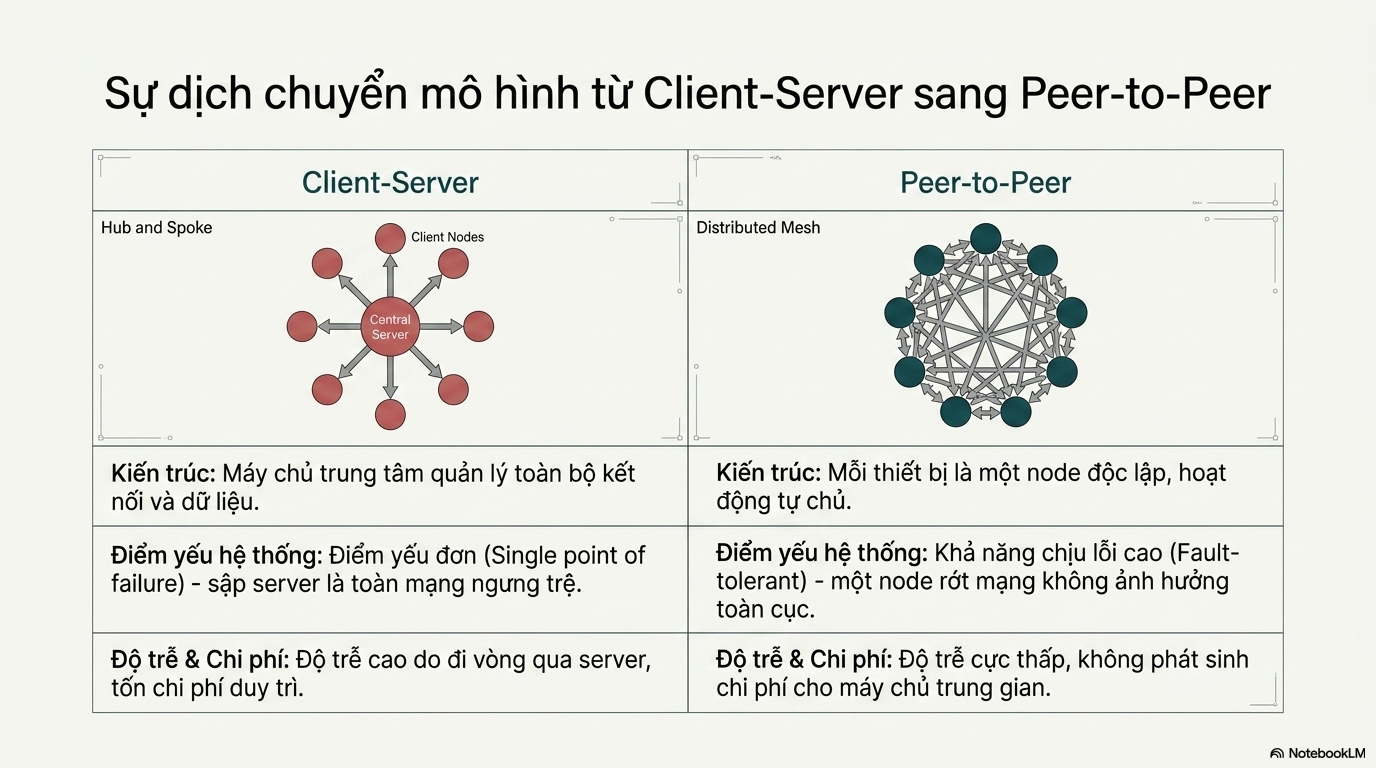 Sự dịch chuyển mô hình từ Client-Server sang Peer-to-Peer
Client-Server
Peer-to-Peer
Hub and Spoke
Client Nodes
Central
Server
Distributed Mesh
Kiến trúc: Máy chủ trung tâm quản lý toàn bộ kết
nối và dữ liệu.
Kiến trúc: Mỗi thiết bị là một node độc lập, hoạt
động tự chủ.
Điểm yếu hệ thống: Điểm yếu đơn (Single point of
failure) - sập server là toàn mạng ngưng trệ.
Điểm yếu hệ thống: Khả năng chịu lỗi cao (Fault-
tolerant) - một node rớt mạng không ảnh hưởng
toàn cục.
Độ trễ & Chi phí: Độ trễ cao do đi vòng qua server,
tốn chi phí duy trì.
Độ trễ & Chi phí: Độ trễ cực thấp, không phát sinh
chi phí cho máy chủ trung gian.
NotebookLM